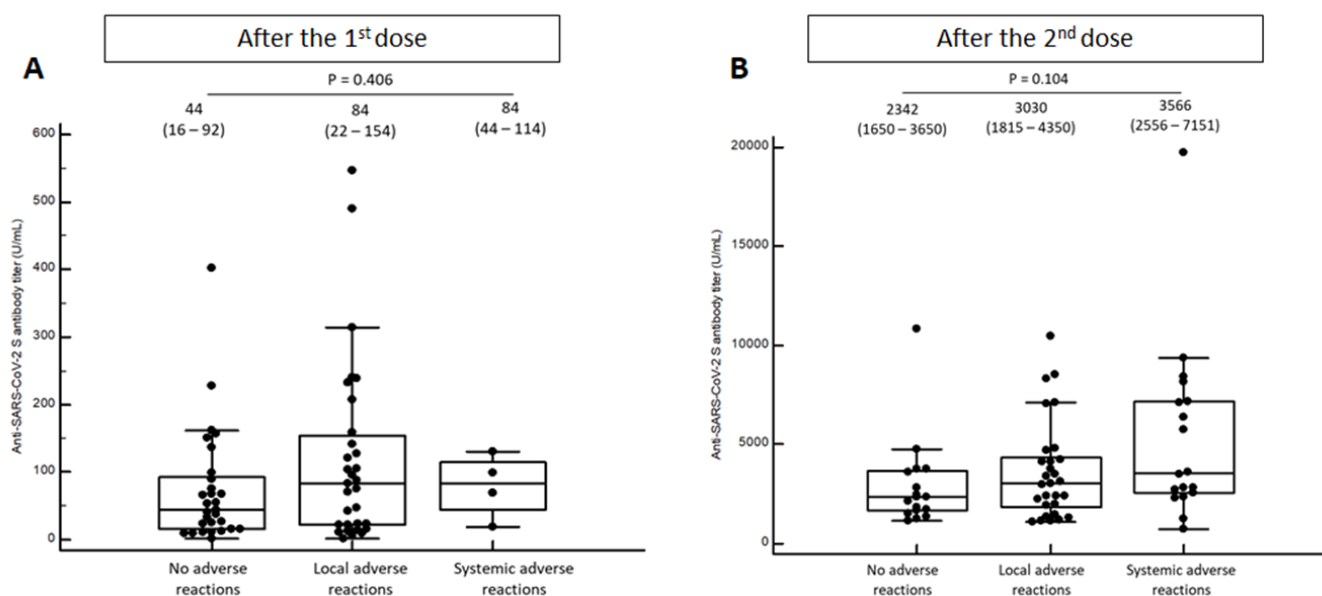 After the 1st dose
A
P = 0.406
44
(16 – 92)
84
(22 – 154)
84
(44 – 114)
Anti-SARS-CoV-2 S antibody titer (U/mL)
600
500
400
300
200
100
0
No adverse
reactions
Local adverse
reactions
Systemic adverse
reactions
After the 2nd dose
B
P = 0.104
2342
(1650 – 3650)
3030
(1815 – 4350)
3566
(2556 – 7151)
Anti-SARS-CoV-2 S antibody titer (U/mL)
20000
15000
10000
5000
0
No adverse
reactions
Local adverse
reactions
Systemic adverse
reactions